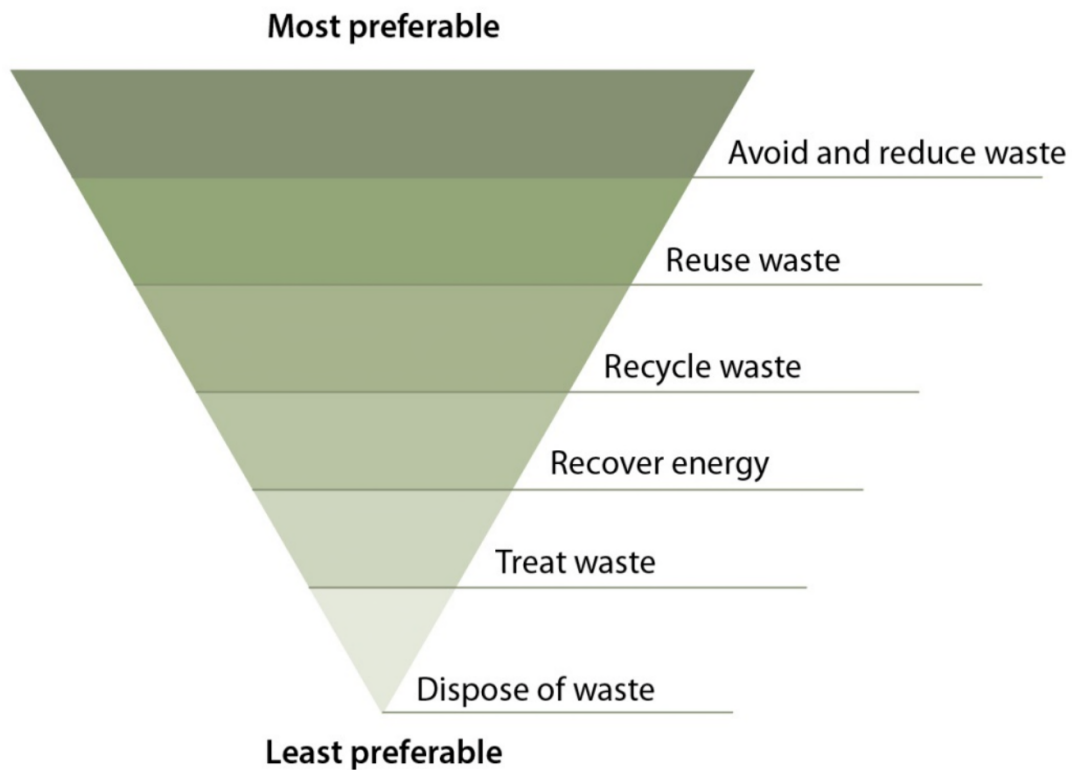 Most preferable
Avoid and reduce waste
Reuse waste
Recycle waste
Recover energy
Treat waste
Dispose of waste
Least preferable